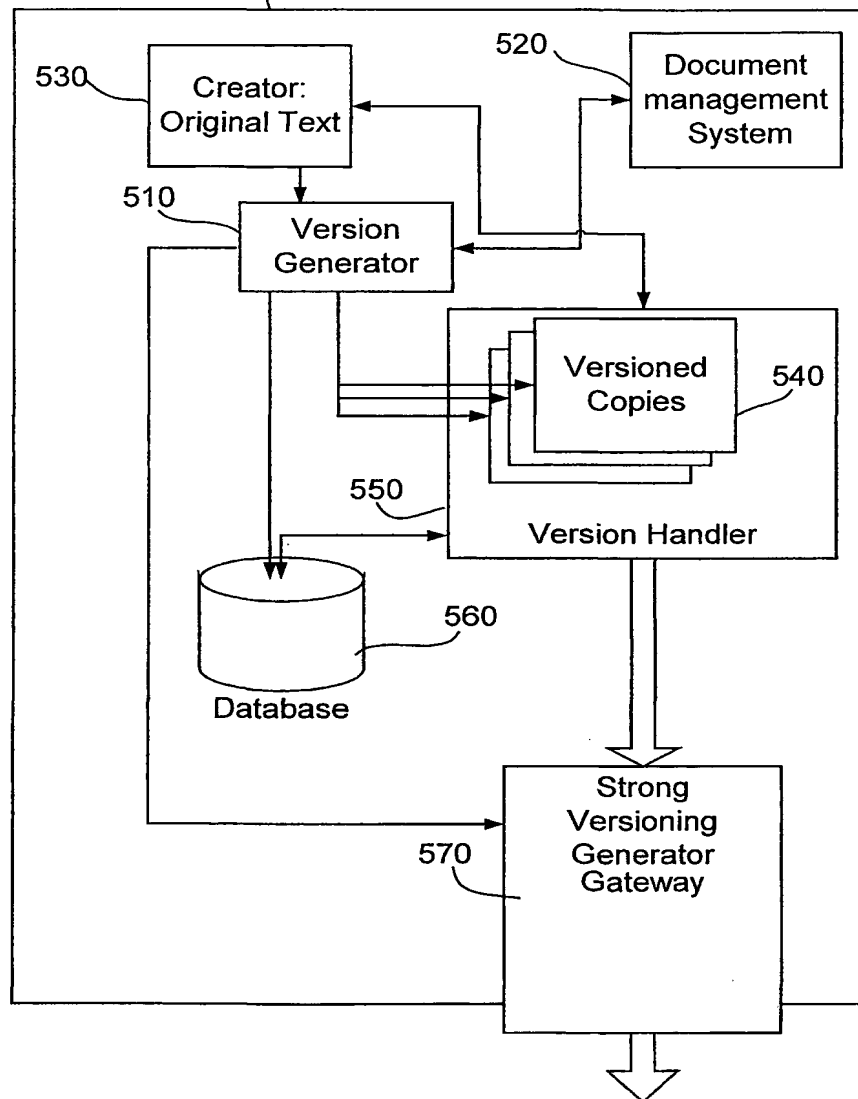 530
Creator:
Original Text
520
Document
management
System
510
Version
Generator
Versioned
Copies
540
550
Version Handler
560
Database
Strong
Versioning
Generator
Gateway
570